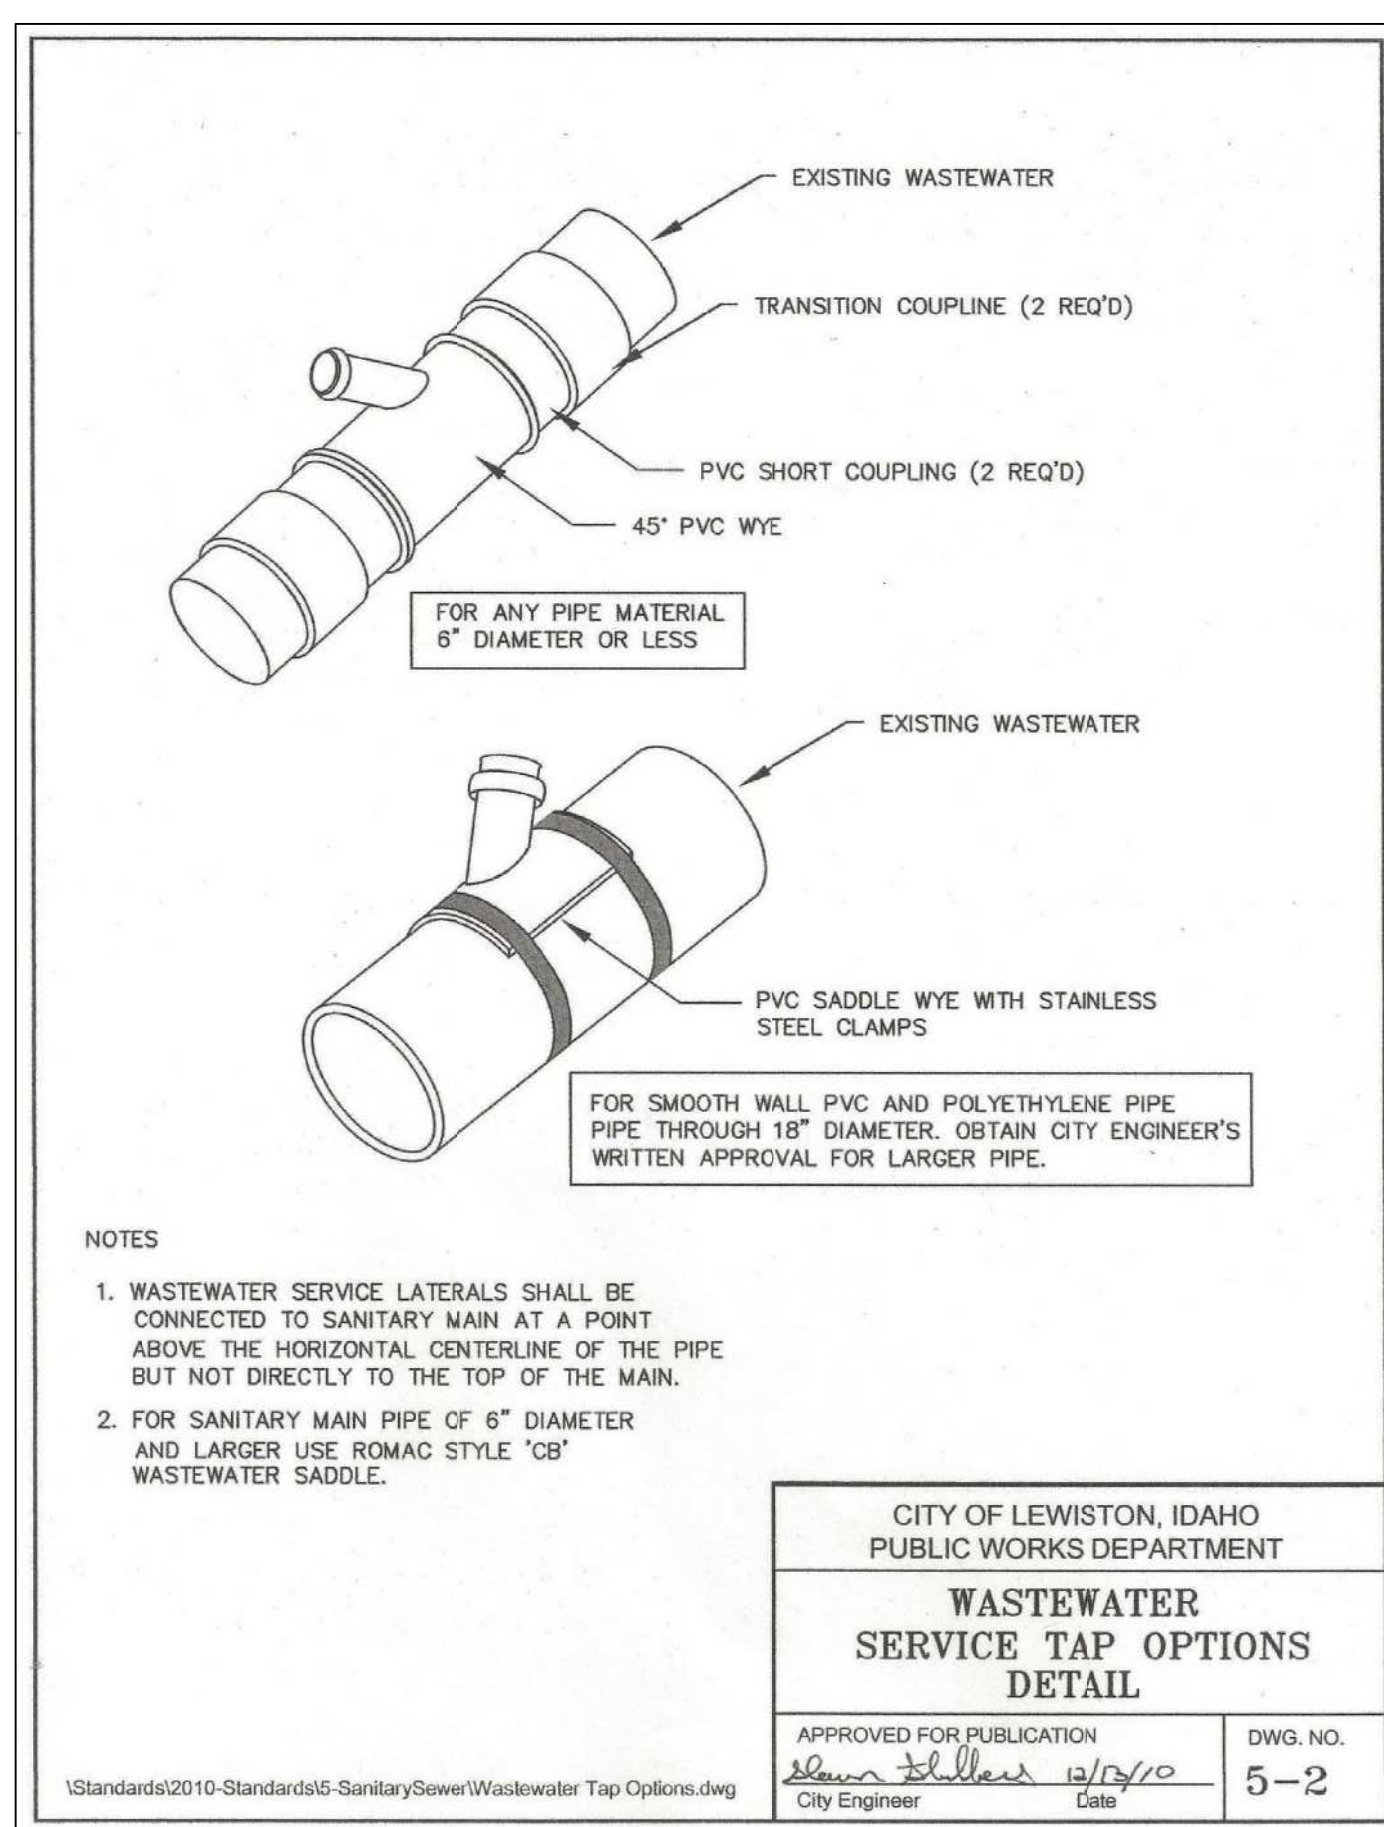 EXISTING WASTEWATER
TRANSITION COUPLINE (2 REQ'D)
PVC SHORT COUPLING (2 REQ'D)
45° PVC WYE
FOR ANY PIPE MATERIAL
6" DIAMETER OR LESS
EXISTING WASTEWATER
PVC SADDLE WYE WITH STAINLESS
STEEL CLAMPS
FOR SMOOTH WALL PVC AND POLYETHYLENE PIPE
PIPE THROUGH 18" DIAMETER. OBTAIN CITY ENGINEER'S
WRITTEN APPROVAL FOR LARGER PIPE.
NOTES
1. WASTEWATER SERVICE LATERALS SHALL BE
CONNECTED TO SANITARY MAIN AT A POINT
ABOVE THE HORIZONTAL CENTERLINE OF THE PIPE
BUT NOT DIRECTLY TO THE TOP OF THE MAIN.
2. FOR SANITARY MAIN PIPE OF 6" DIAMETER
AND LARGER USE ROMAC STYLE 'CB'
WASTEWATER SADDLE.
CITY OF LEWISTON, IDAHO
PUBLIC WORKS DEPARTMENT
WASTEWATER
SERVICE TAP OPTIONS
DETAIL
APPROVED FOR PUBLICATION
12/13/10
City Engineer Date
DWG. NO.
5-2
\Standards\2010-Standards\5-SanitarySewer\Wastewater Tap Options.dwg